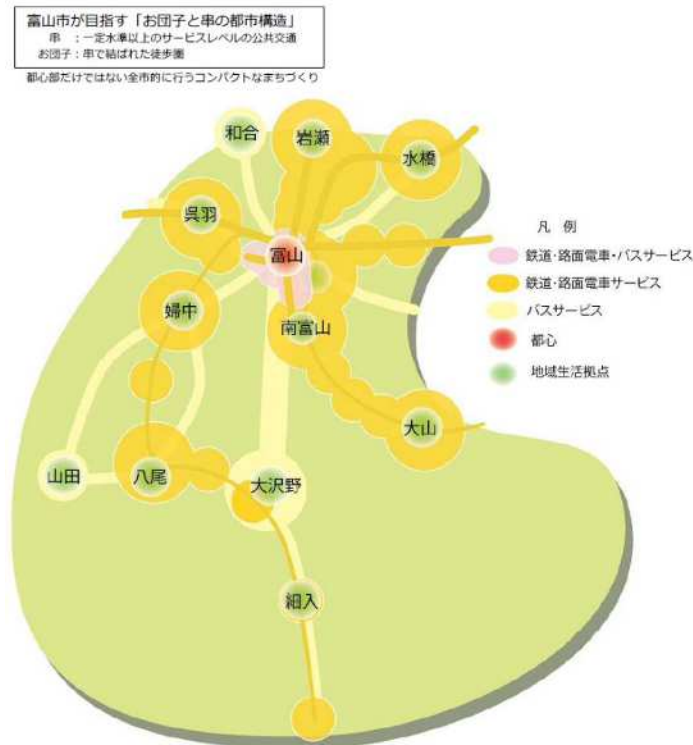 富山市が目指す「お団子と串の都市構造」
串　：一定水準以上のサービスレベルの公共交通
お団子：串で結ばれた徒歩圏
都心部だけではない全市的に行うコンパクトなまちづくり
和合
岩瀬
水橋
呉羽
富山
凡 例
鉄道･路面電車･バスサービス
鉄道･路面電車サービス
婦中
バスサービス
南富山
都心
地域生活拠点
大山
山田
八尾
大沢野
細入